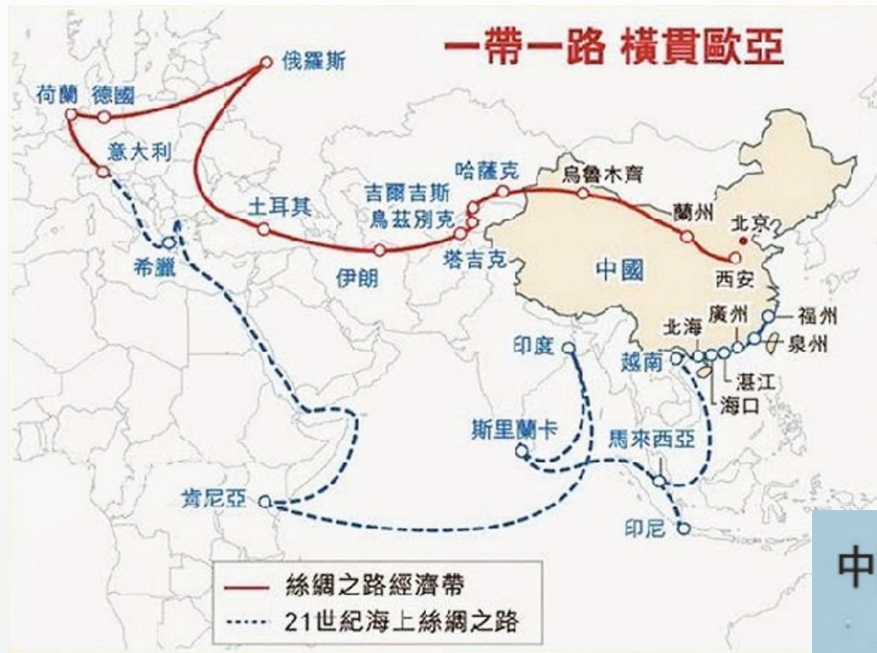 一帶一路 橫貫歐亞
俄羅斯
荷蘭 德國
意大利
哈薩克
烏魯木齊
吉爾吉斯
烏茲別克
土耳其
蘭州
北京
希臘
伊朗
塔吉克
中國
西安
廣州
福州
北海
泉州
印度
越南
湛江
海口
斯里蘭卡
馬來西亞
肯尼亞
印尼
中
絲綢之路經濟帶
21世紀海上絲綢之路